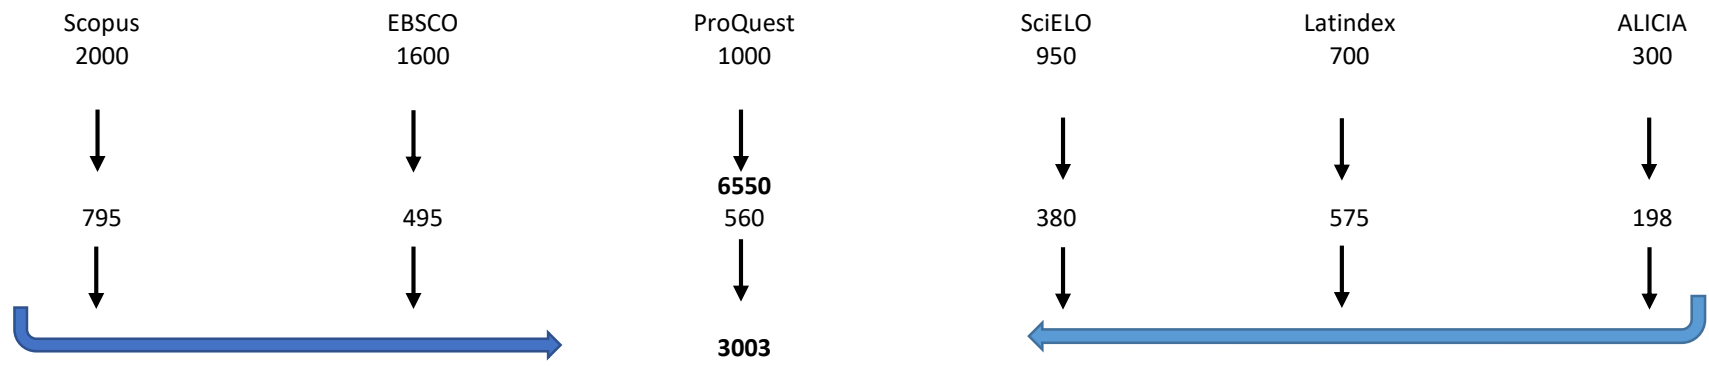 Scopus EBSCO ProQuest SciELO Latindex ALICIA
2000 1600 1000 950 700 300
6550
795 495 560 380 575 198
3003